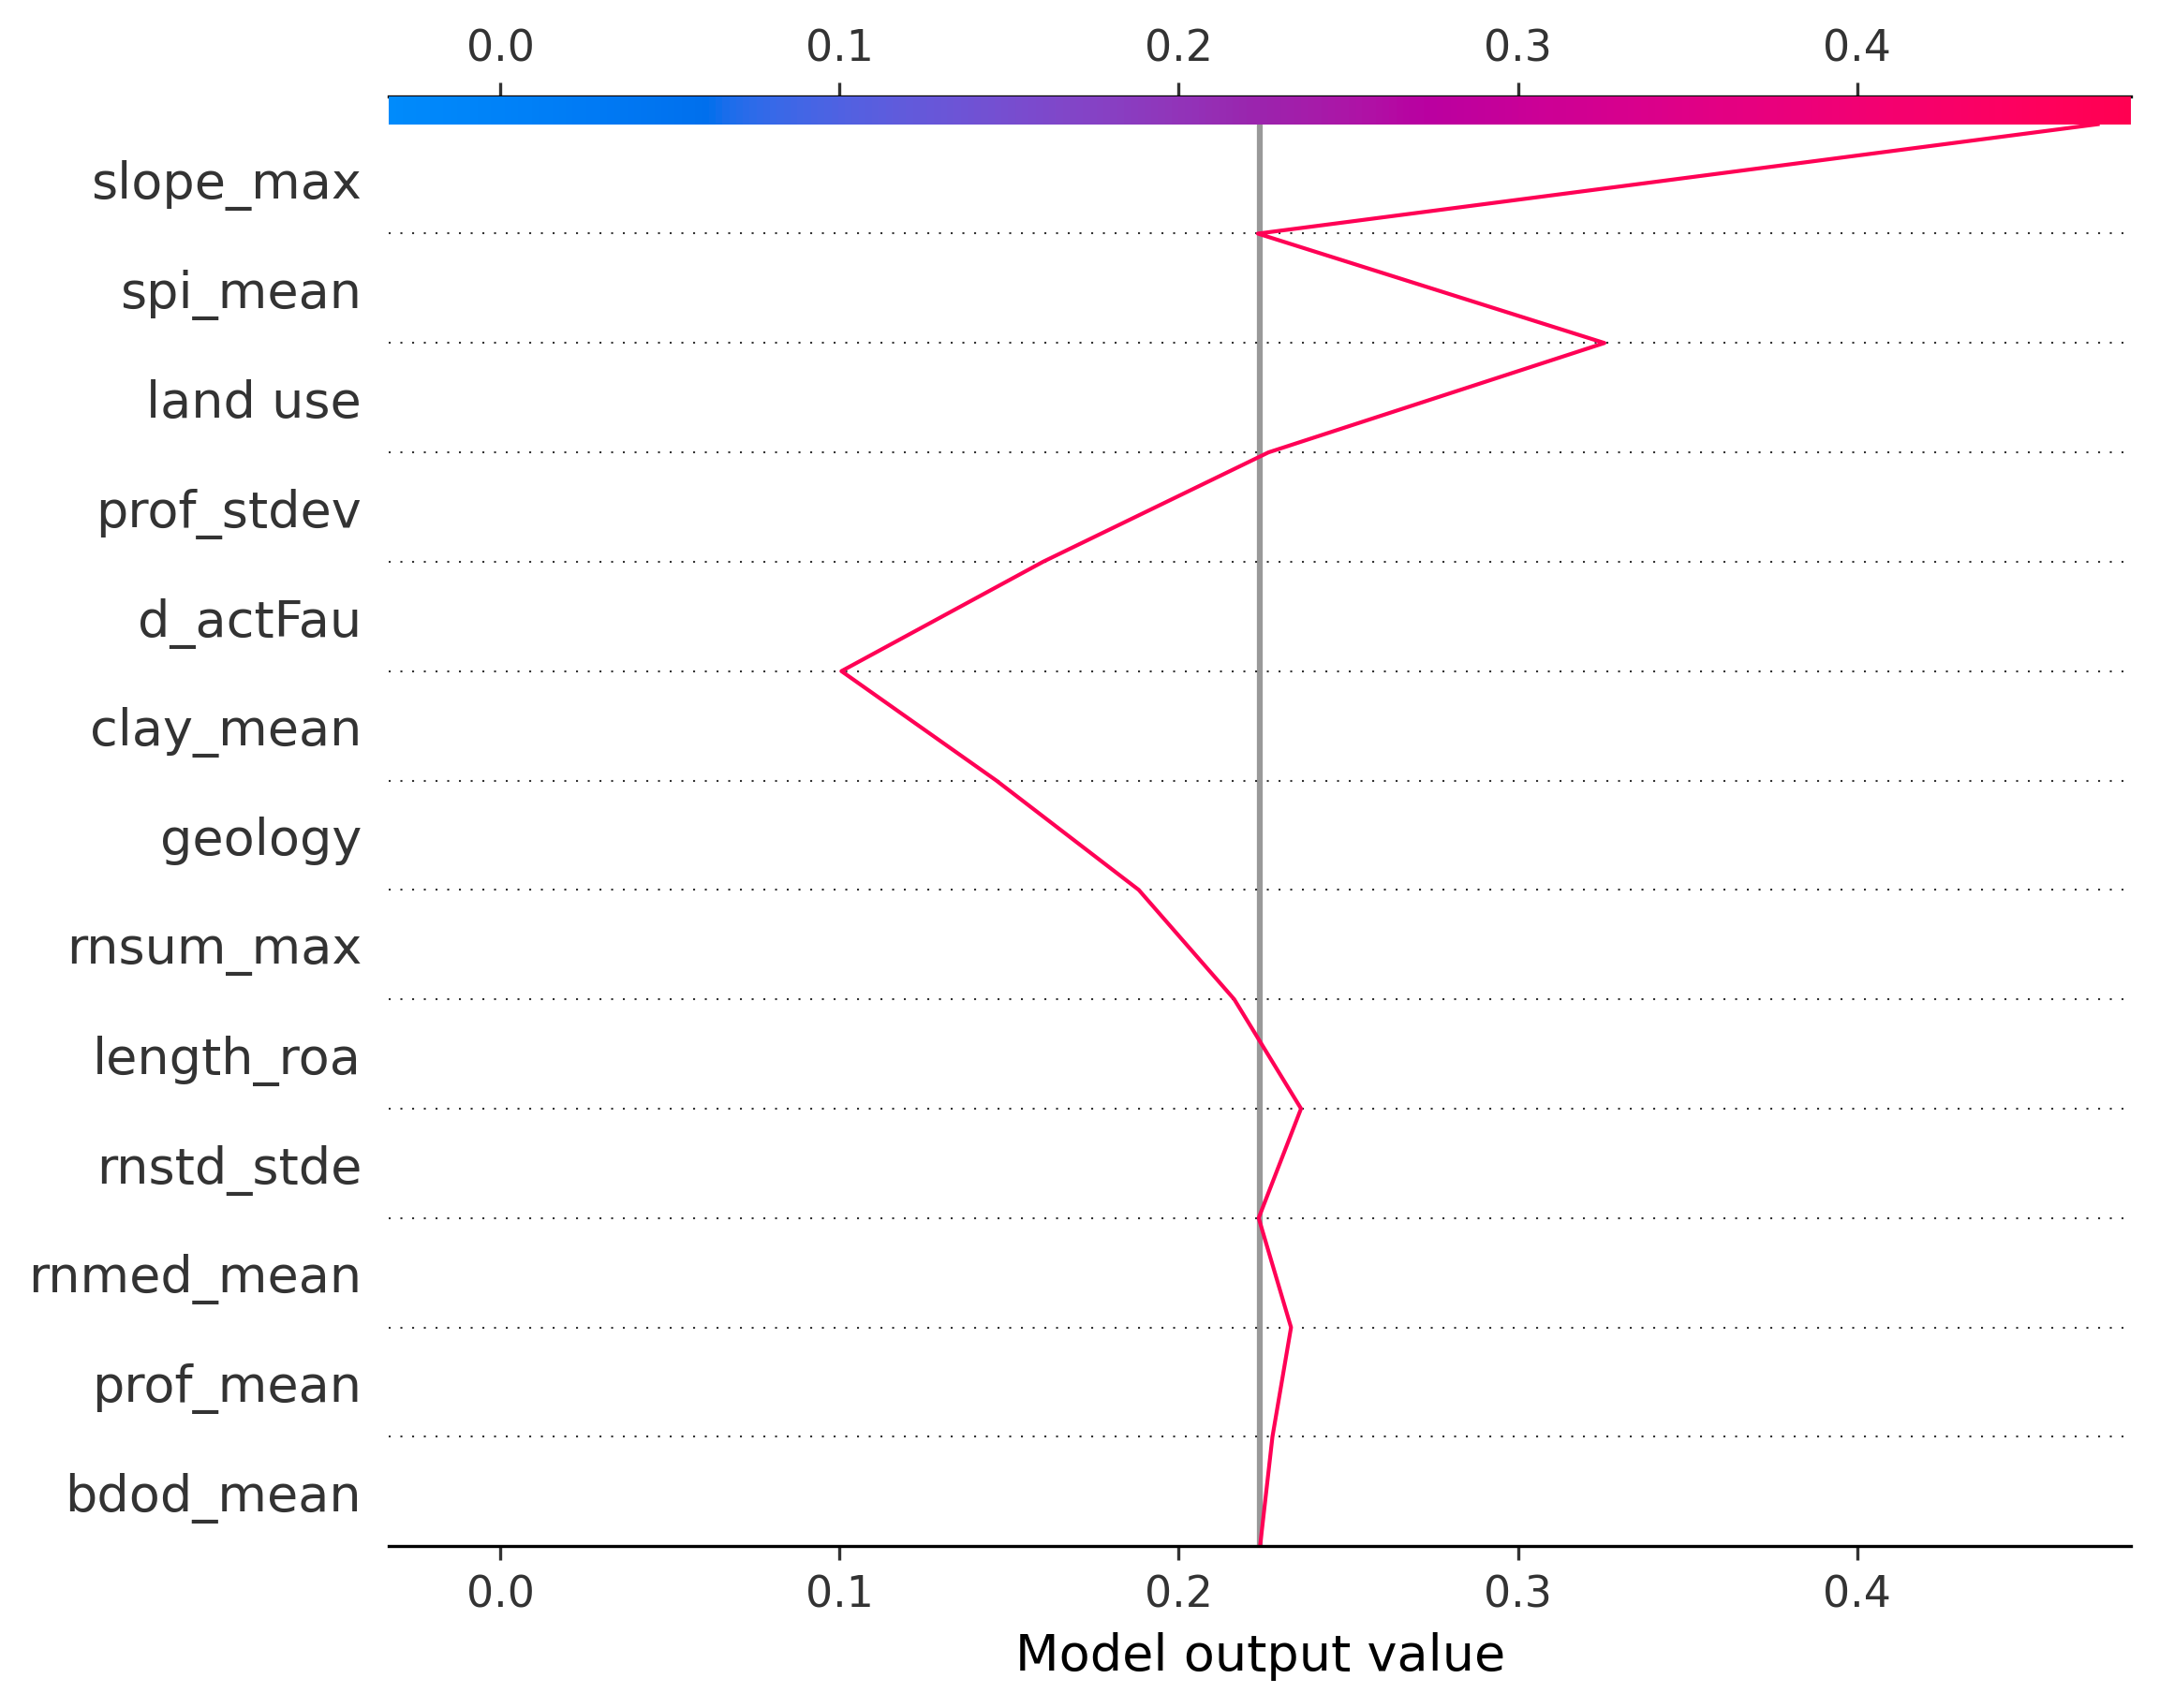 0.0 0.1 0.2 0.3 0.4
slope_max
spi_mean
land use
prof_stdev
d_actFau
clay_mean
geology
rnsum_max
length_roa
rnstd_stde
rnmed_mean
prof_mean
bdod_mean
0.0 0.1 0.2 0.3 0.4
Model output value